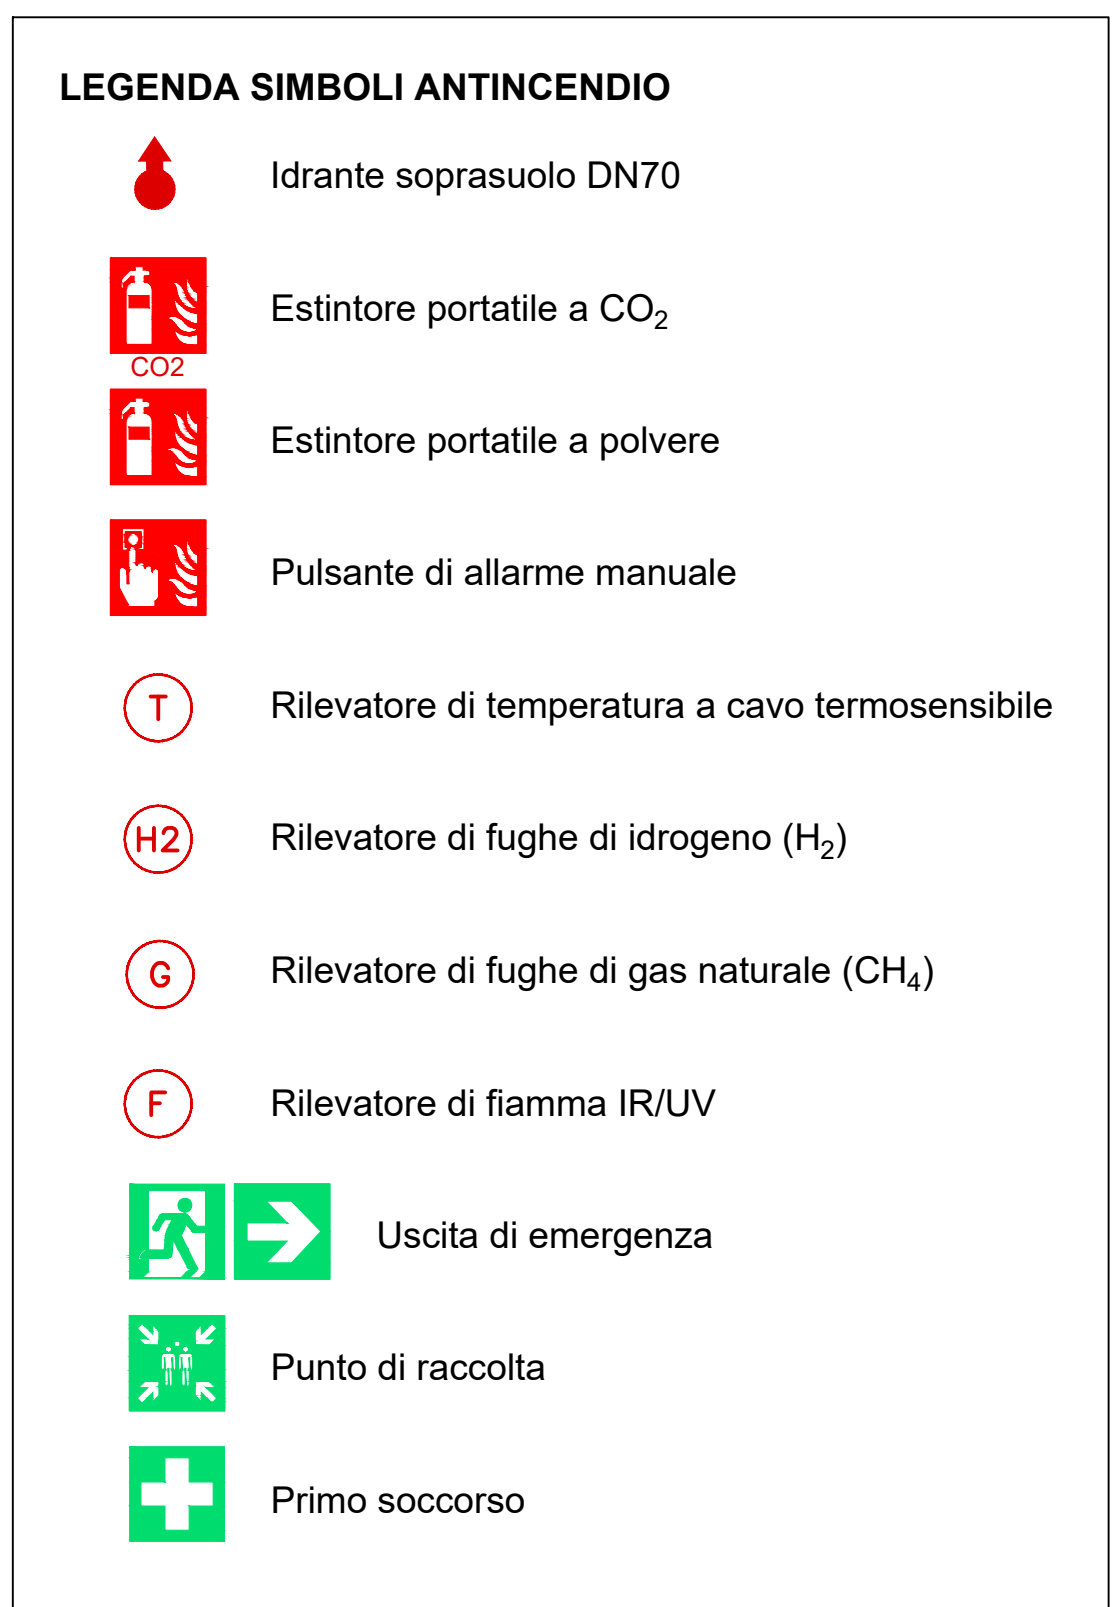 LEGENDA SIMBOLI ANTINCENDIO
Idrante soprasuolo DN70
Estintore portatile a CO₂
CO2
Estintore portatile a polvere
Pulsante di allarme manuale
T Rilevatore di temperatura a cavo termosensibile
H2 Rilevatore di fughe di idrogeno (H₂)
G Rilevatore di fughe di gas naturale (CH₄)
F Rilevatore di fiamma IR/UV
Uscita di emergenza
Punto di raccolta
Primo soccorso